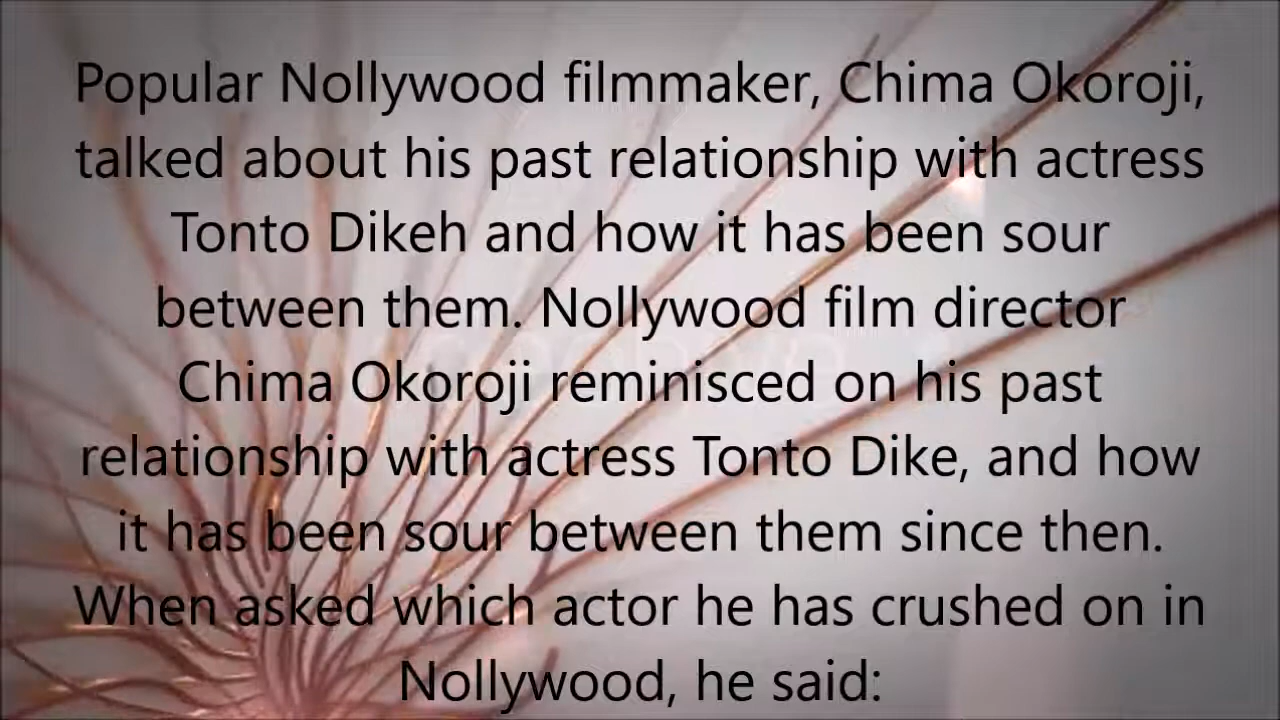 Popular Nollywood filmmaker, Chima Okoroji,
talked about his past relationship with actress
Tonto Dikeh and how it has been sour
between them. Nollywood film director
Chima Okoroji reminisced on his past
relationship with actress Tonto Dike, and how
it has been sour between them since then.
When asked which actor he has crushed on in
Nollywood, he said: